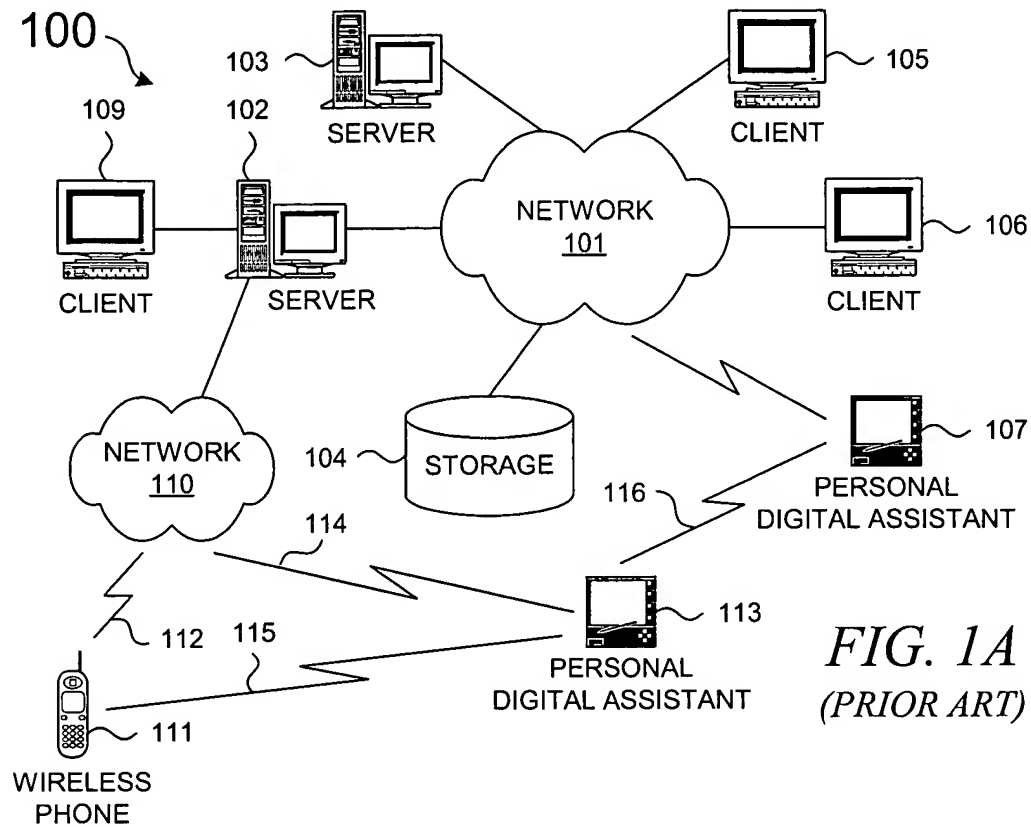 100
103
SERVER
105
CLIENT
109
CLIENT
102
SERVER
NETWORK
101
106
CLIENT
NETWORK
110
104
STORAGE
107
PERSONAL
DIGITAL ASSISTANT
116
114
113
PERSONAL
DIGITAL ASSISTANT
112
115
111
WIRELESS
PHONE
FIG. 1A
(PRIOR ART)